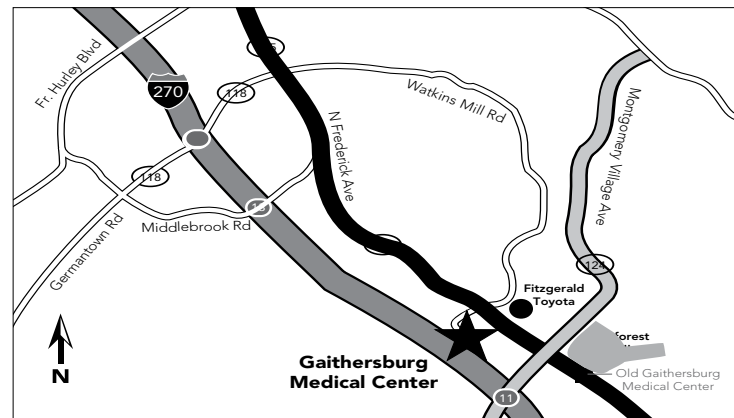 Fr. Hurley Blvd
270
118
Watkins Mill Rd
Montgomery Village Ave
N Frederick Ave
118
Middlebrook Rd
Germantown Rd
124
Fitzgerald
Toyota
forest
N
Gaithersburg
Medical Center
Old Gaithersburg
Medical Center
11